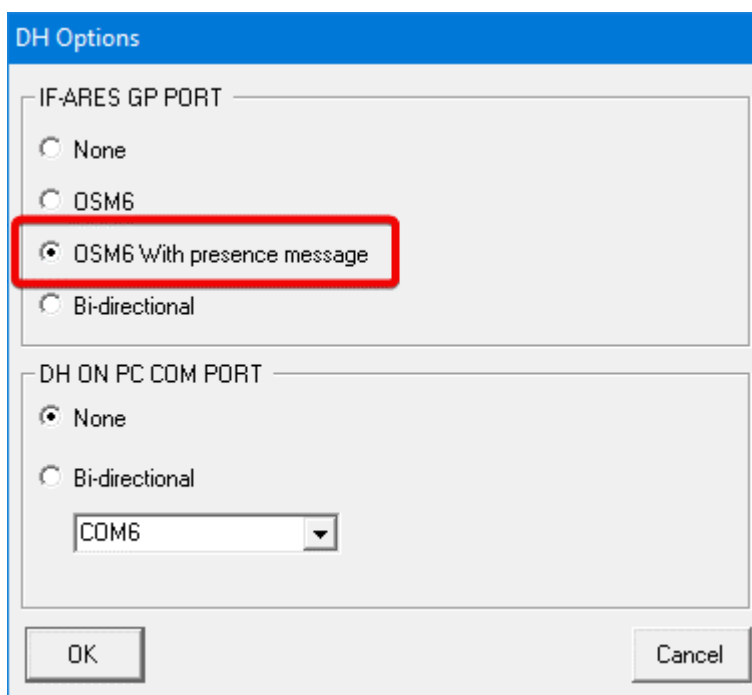 DH Options
IF-ARES GP PORT
None
OSM6
OSM6 With presence message
Bi-directional
DH ON PC COM PORT
None
Bi-directional
COM6
OK
Cancel